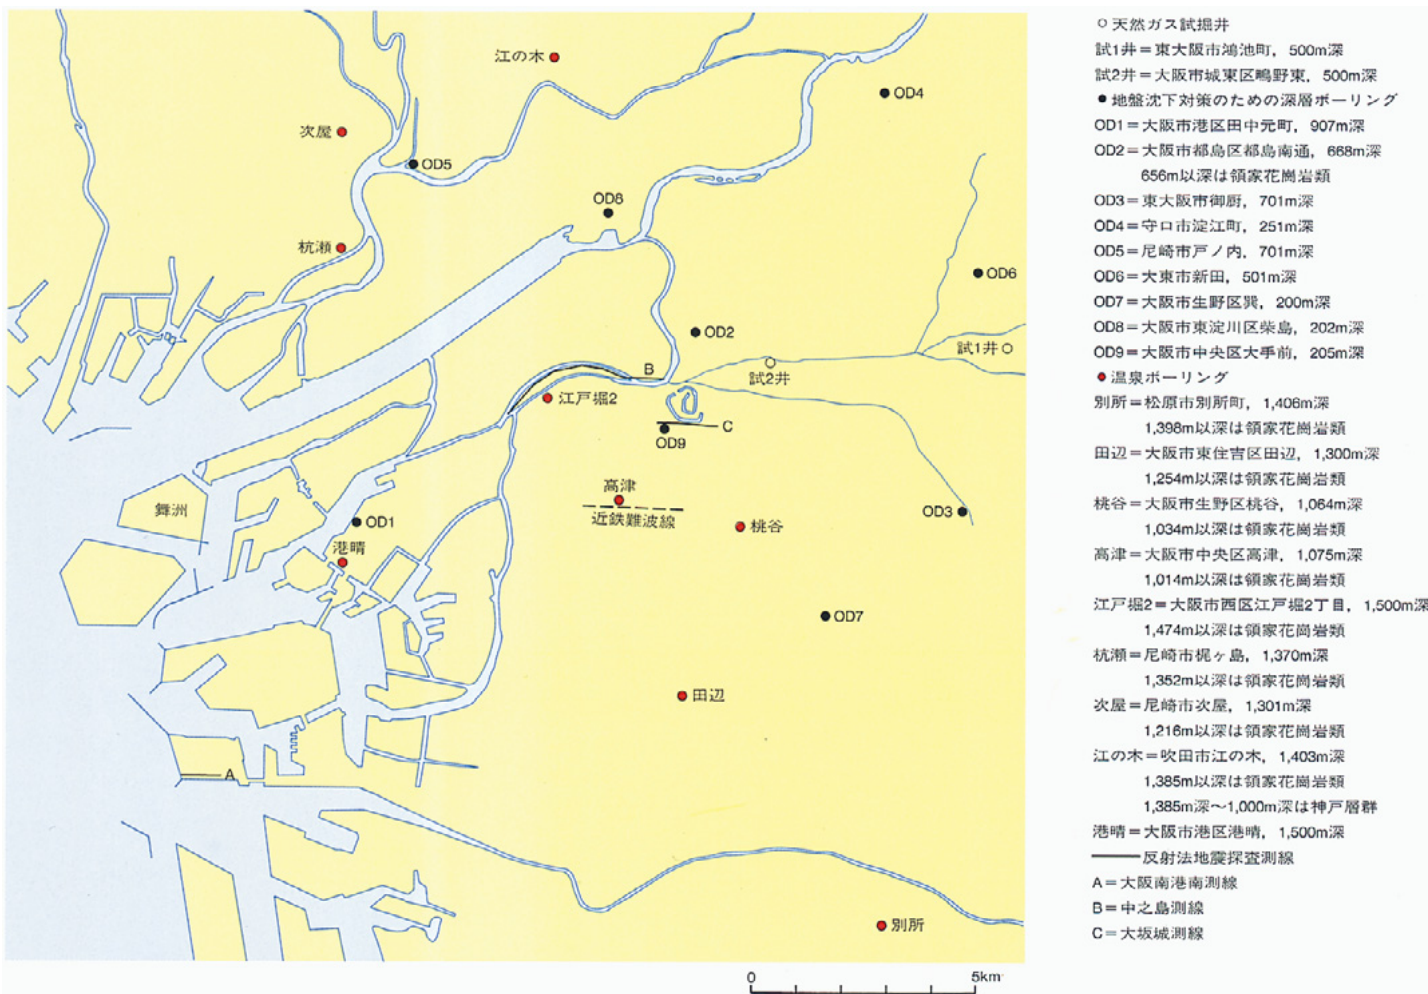 江の木
OD4
次屋
OD5
OD8
杭瀬
OD6
OD2
試1井
B
試2井
江戸堀2
C
OD9
高津
舞洲
OD1
近鉄難波線
桃谷
OD3
港晴
OD7
田辺
A
別所
0
5km
天然ガス試掘井
試1井=東大阪市鴻池町, 500m深
試2井=大阪市城東区鴫野東, 500m深
地盤沈下対策のための深層ボーリング
OD1=大阪市港区田中元町, 907m深
OD2=大阪市都島区都島南通, 668m深
656m以深は領家花崗岩類
OD3=東大阪市御厨, 701m深
OD4=守口市淀江町, 251m深
OD5=尼崎市戸ノ内, 701m深
OD6=大東市新田, 501m深
OD7=大阪市生野区巽, 200m深
OD8=大阪市東淀川区柴島, 202m深
OD9=大阪市中央区大手前, 205m深
温泉ボーリング
別所=松原市別所町, 1,406m深
1,398m以深は領家花崗岩類
田辺=大阪市東住吉区田辺, 1,300m深
1,254m以深は領家花崗岩類
桃谷=大阪市生野区桃谷, 1,064m深
1,034m以深は領家花崗岩類
高津=大阪市中央区高津, 1,075m深
1,014m以深は領家花崗岩類
江戸堀2=大阪市西区江戸堀2丁目, 1,500m深
1,474m以深は領家花崗岩類
杭瀬=尼崎市梶ヶ島, 1,370m深
1,352m以深は領家花崗岩類
次屋=尼崎市次屋, 1,301m深
1,216m以深は領家花崗岩類
江の木=吹田市江の木, 1,403m深
1,385m以深は領家花崗岩類
1,385m深〜1,000m深は神戸層群
港晴=大阪市港区港晴, 1,500m深
反射法地震探査測線
A=大阪南港南測線
B=中之島測線
C=大坂城測線